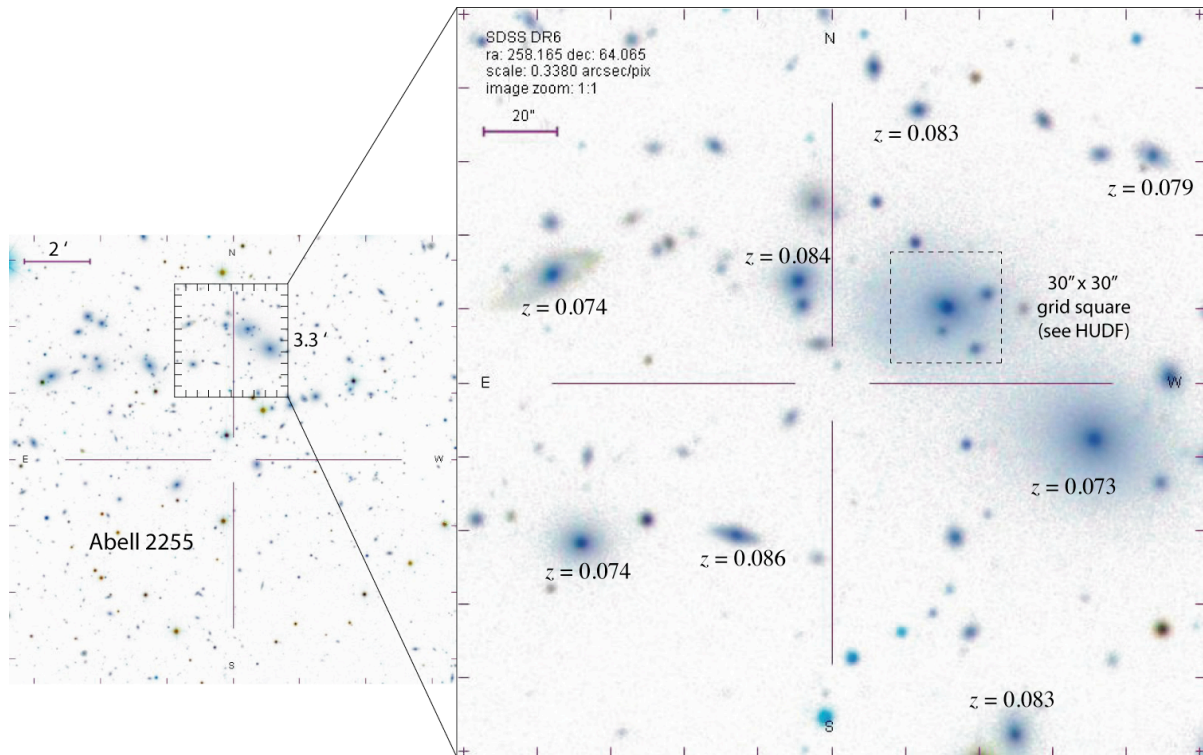 2 ′
N
3.3 ′
E
W
Abell 2255
S
SDSS DR6
ra: 258.165 dec: 64.065
scale: 0.3380 arcsec/pix
image zoom: 1:1
20"
N
z = 0.083
z = 0.079
z = 0.084
z = 0.074
30″ x 30″
grid square
(see HUDF)
E
W
z = 0.073
z = 0.086
z = 0.074
z = 0.083
S